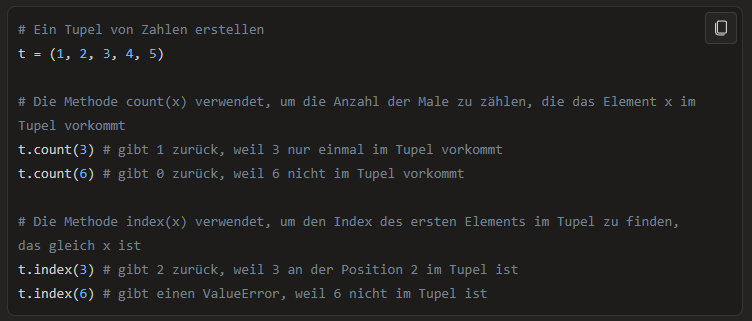 # Ein Tupel von Zahlen erstellen
t = (1, 2, 3, 4, 5)
# Die Methode count(x) verwendet, um die Anzahl der Male zu zählen, die das Element x im
Tupel vorkommt
t.count(3) # gibt 1 zurück, weil 3 nur einmal im Tupel vorkommt
t.count(6) # gibt 0 zurück, weil 6 nicht im Tupel vorkommt
# Die Methode index(x) verwendet, um den Index des ersten Elements im Tupel zu finden,
das gleich x ist
t.index(3) # gibt 2 zurück, weil 3 an der Position 2 im Tupel ist
t.index(6) # gibt einen ValueError, weil 6 nicht im Tupel ist